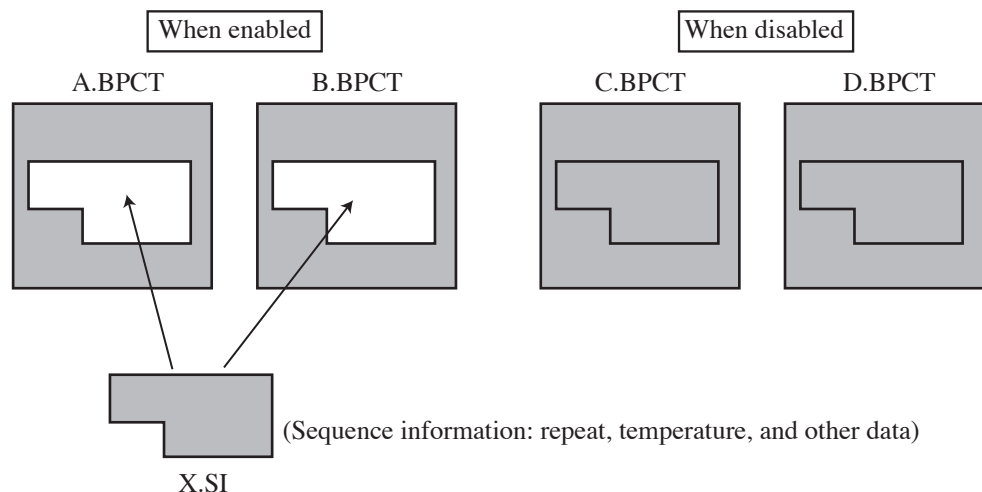 When enabled
When disabled
A.BPCT
B.BPCT
C.BPCT
D.BPCT
(Sequence information: repeat, temperature, and other data)
X.SI